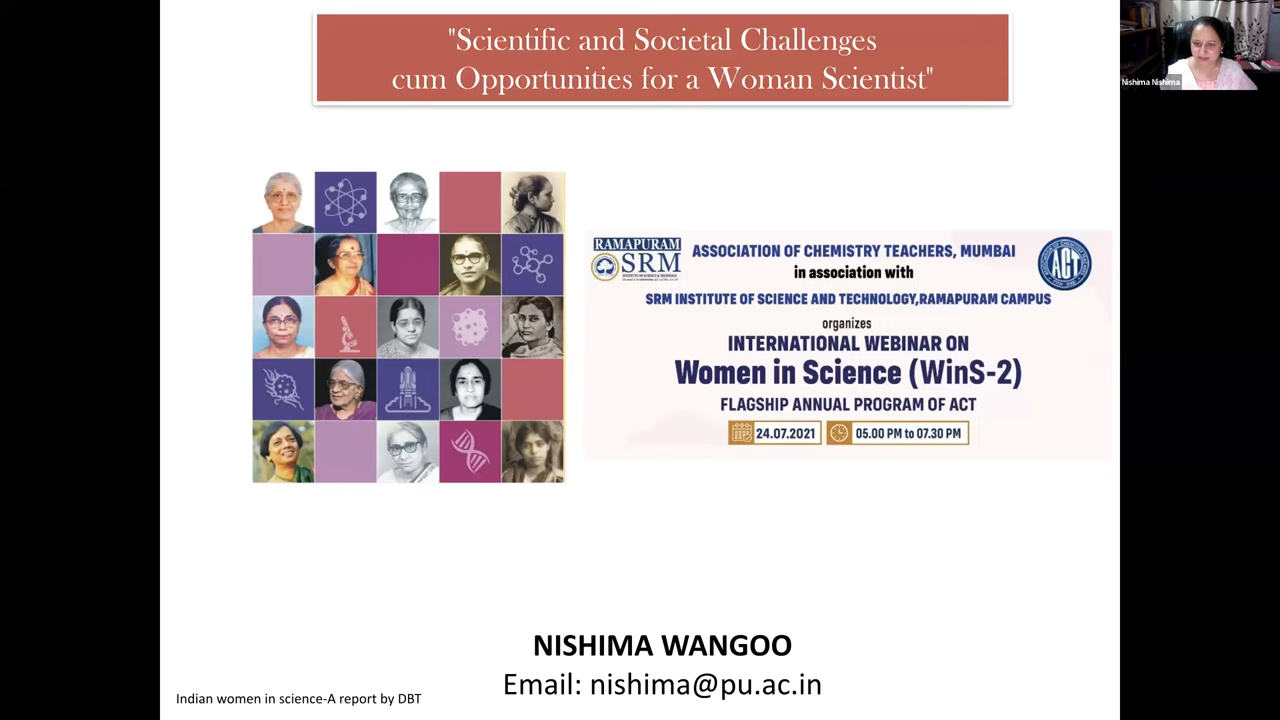 "Scientific and Societal Challenges
cum Opportunities for a Woman Scientist"
Nishima Nishima
RAMAPURAM
SRM
ASSOCIATION OF CHEMISTRY TEACHERS, MUMBAI
in association with
ACT
SRM INSTITUTE OF SCIENCE AND TECHNOLOGY,RAMAPURAM CAMPUS
organizes
INTERNATIONAL WEBINAR ON
Women in Science (WinS-2)
FLAGSHIP ANNUAL PROGRAM OF ACT
24.07.2021 05.00 PM to 07.30 PM
NISHIMA WANGOO
Email: nishima@pu.ac.in
Indian women in science-A report by DBT